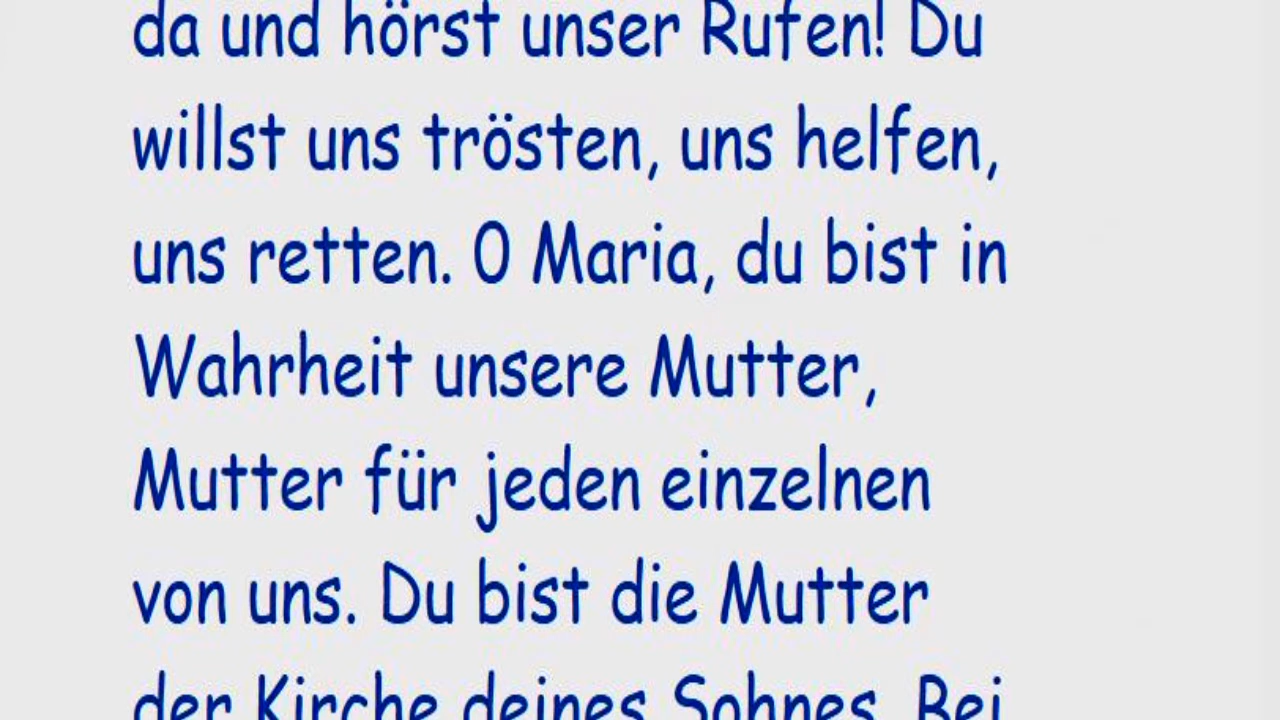 da und hörst unser Rufen! Du
willst uns trösten, uns helfen,
uns retten. O Maria, du bist in
Wahrheit unsere Mutter,
Mutter für jeden einzelnen
von uns. Du bist die Mutter
der Kirche deines Sohnes. Bei